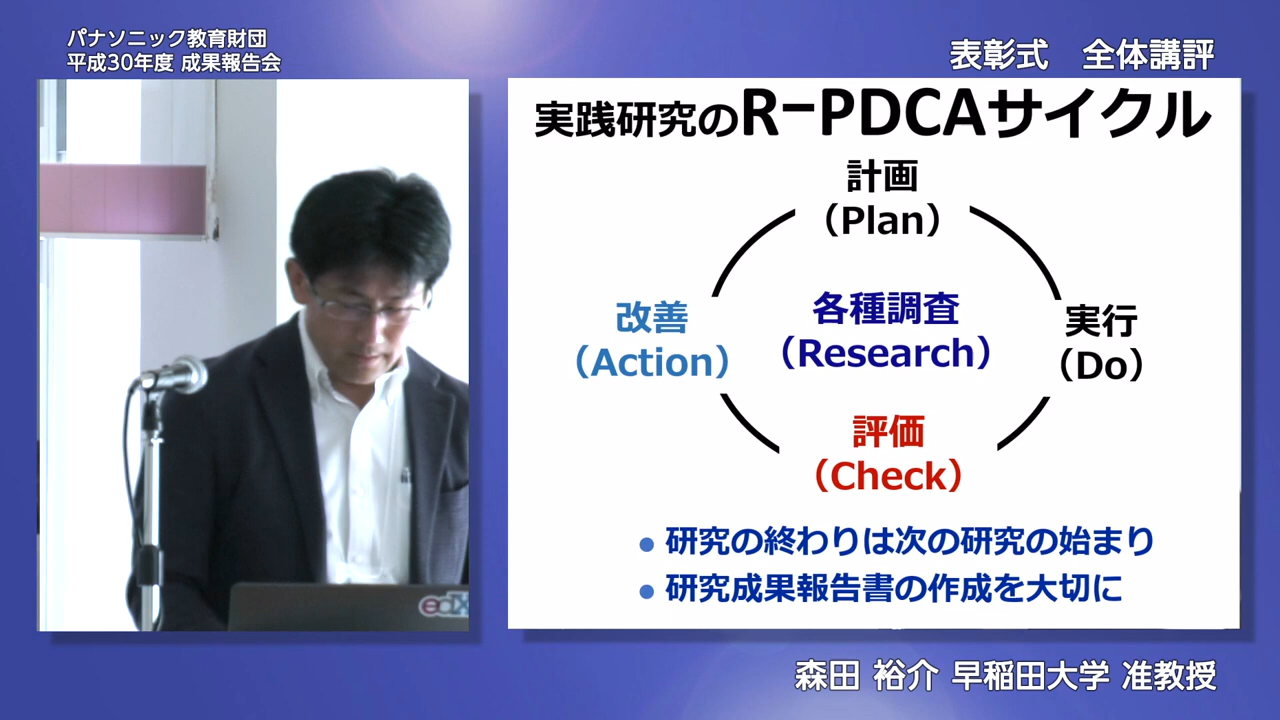 パナソニック教育財団
平成30年度 成果報告会
表彰式　全体講評
実践研究のR－PDCAサイクル
計画
（Plan）
改善
（Action）
各種調査
（Research）
実行
（Do）
評価
（Check）
● 研究の終わりは次の研究の始まり
● 研究成果報告書の作成を大切に
edX
森田 裕介 早稲田大学 准教授